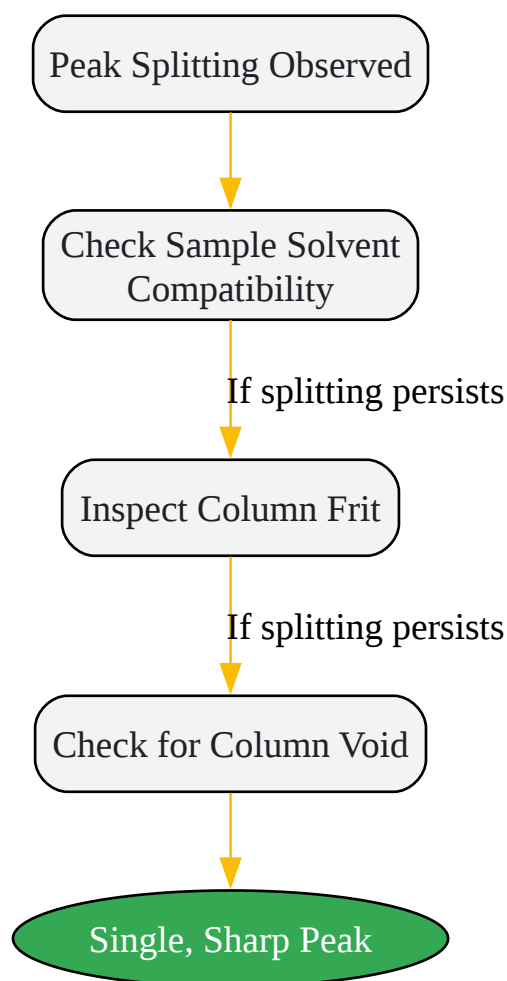 Peak Splitting Observed
Check Sample Solvent
Compatibility
If splitting persists
Inspect Column Frit
If splitting persists
Check for Column Void
Single, Sharp Peak